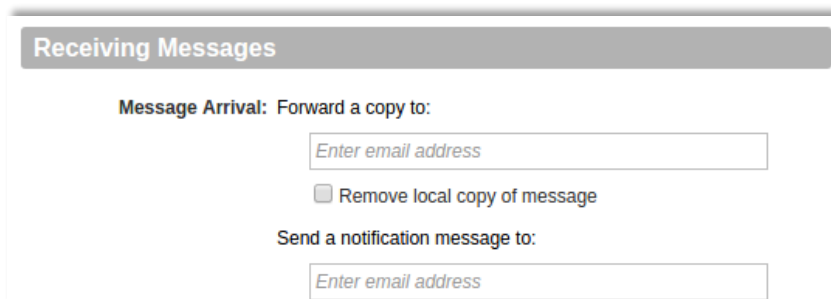 Receiving Messages
Message Arrival: Forward a copy to:
Enter email address
Remove local copy of message
Send a notification message to:
Enter email address